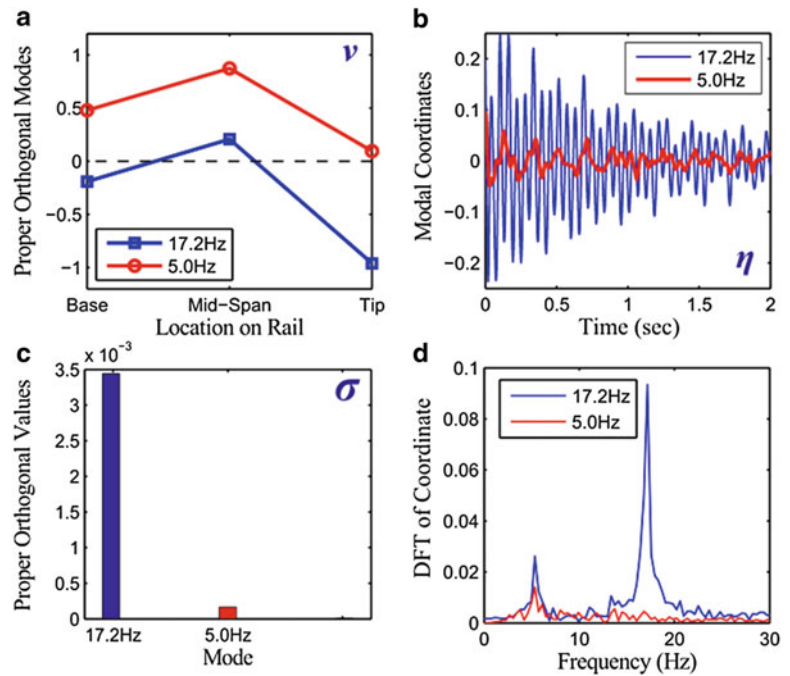 a
Proper Orthogonal Modes
1
0.5
0
−0.5
−1
v
17.2Hz
5.0Hz
Base
Mid−Span
Tip
Location on Rail
b
Modal Coordinates
0.2
0.1
0
−0.1
−0.2
17.2Hz
5.0Hz
η
0
0.5
1
1.5
2
Time (sec)
c
x 10⁻³
Proper Orthogonal Values
3.5
3
2.5
2
1.5
1
0.5
0
σ
17.2Hz
5.0Hz
Mode
d
DFT of Coordinate
0.1
0.08
0.06
0.04
0.02
0
17.2Hz
5.0Hz
0
10
20
30
Frequency (Hz)